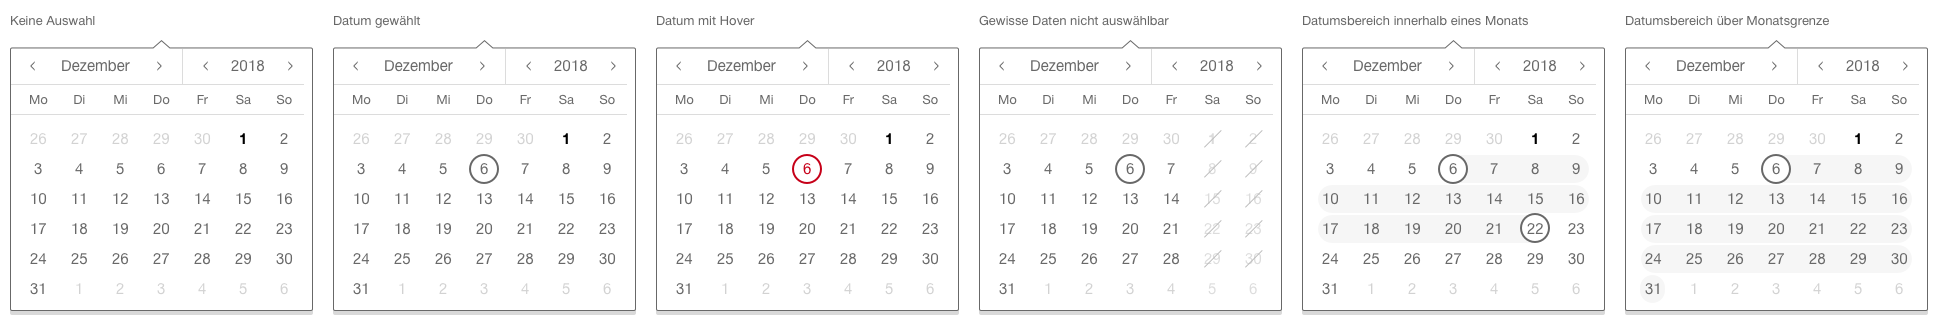 Keine Auswahl
Dezember 2018
Mo Di Mi Do Fr Sa So
26 27 28 29 30 1 2
3 4 5 6 7 8 9
10 11 12 13 14 15 16
17 18 19 20 21 22 23
24 25 26 27 28 29 30
31 1 2 3 4 5 6
Datum gewählt
Dezember 2018
Mo Di Mi Do Fr Sa So
26 27 28 29 30 1 2
3 4 5 6 7 8 9
10 11 12 13 14 15 16
17 18 19 20 21 22 23
24 25 26 27 28 29 30
31 1 2 3 4 5 6
Datum mit Hover
Dezember 2018
Mo Di Mi Do Fr Sa So
26 27 28 29 30 1 2
3 4 5 6 7 8 9
10 11 12 13 14 15 16
17 18 19 20 21 22 23
24 25 26 27 28 29 30
31 1 2 3 4 5 6
Gewisse Daten nicht auswählbar
Dezember 2018
Mo Di Mi Do Fr Sa So
26 27 28 29 30 1 2
3 4 5 6 7 8 9
10 11 12 13 14 15 16
17 18 19 20 21 22 23
24 25 26 27 28 29 30
31 1 2 3 4 5 6
Datumsbereich innerhalb eines Monats
Dezember 2018
Mo Di Mi Do Fr Sa So
26 27 28 29 30 1 2
3 4 5 6 7 8 9
10 11 12 13 14 15 16
17 18 19 20 21 22 23
24 25 26 27 28 29 30
31 1 2 3 4 5 6
Datumsbereich über Monatsgrenze
Dezember 2018
Mo Di Mi Do Fr Sa So
26 27 28 29 30 1 2
3 4 5 6 7 8 9
10 11 12 13 14 15 16
17 18 19 20 21 22 23
24 25 26 27 28 29 30
31 1 2 3 4 5 6